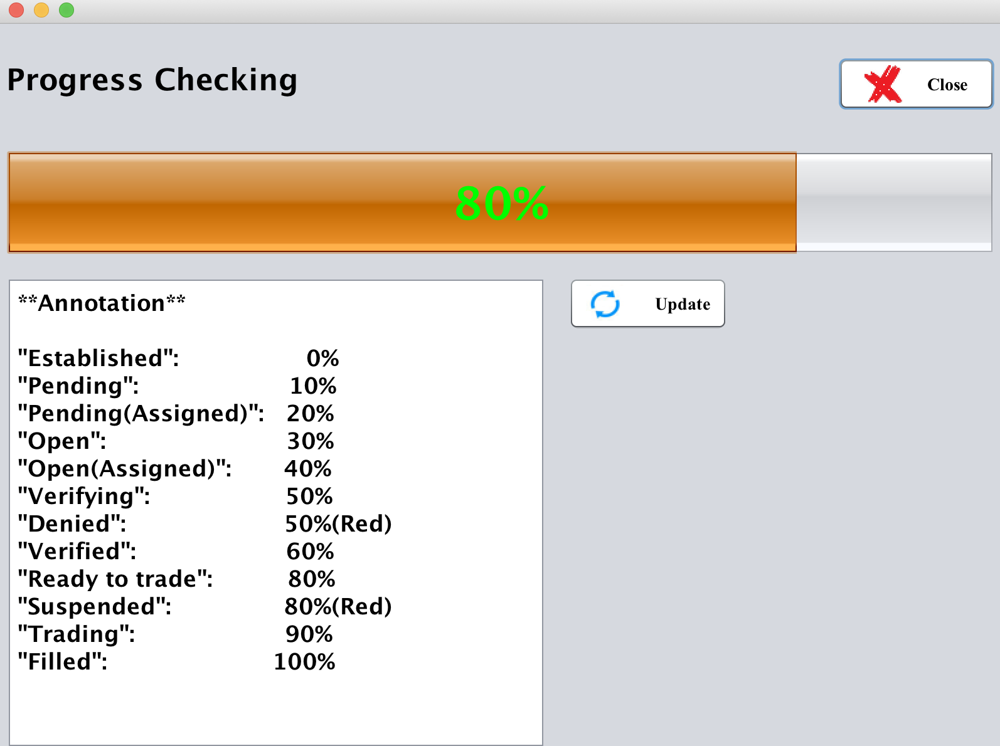 Progress Checking
Close
80%
**Annotation**
"Established": 0%
"Pending": 10%
"Pending(Assigned)": 20%
"Open": 30%
"Open(Assigned)": 40%
"Verifying": 50%
"Denied": 50%(Red)
"Verified": 60%
"Ready to trade": 80%
"Suspended": 80%(Red)
"Trading": 90%
"Filled": 100%
Update